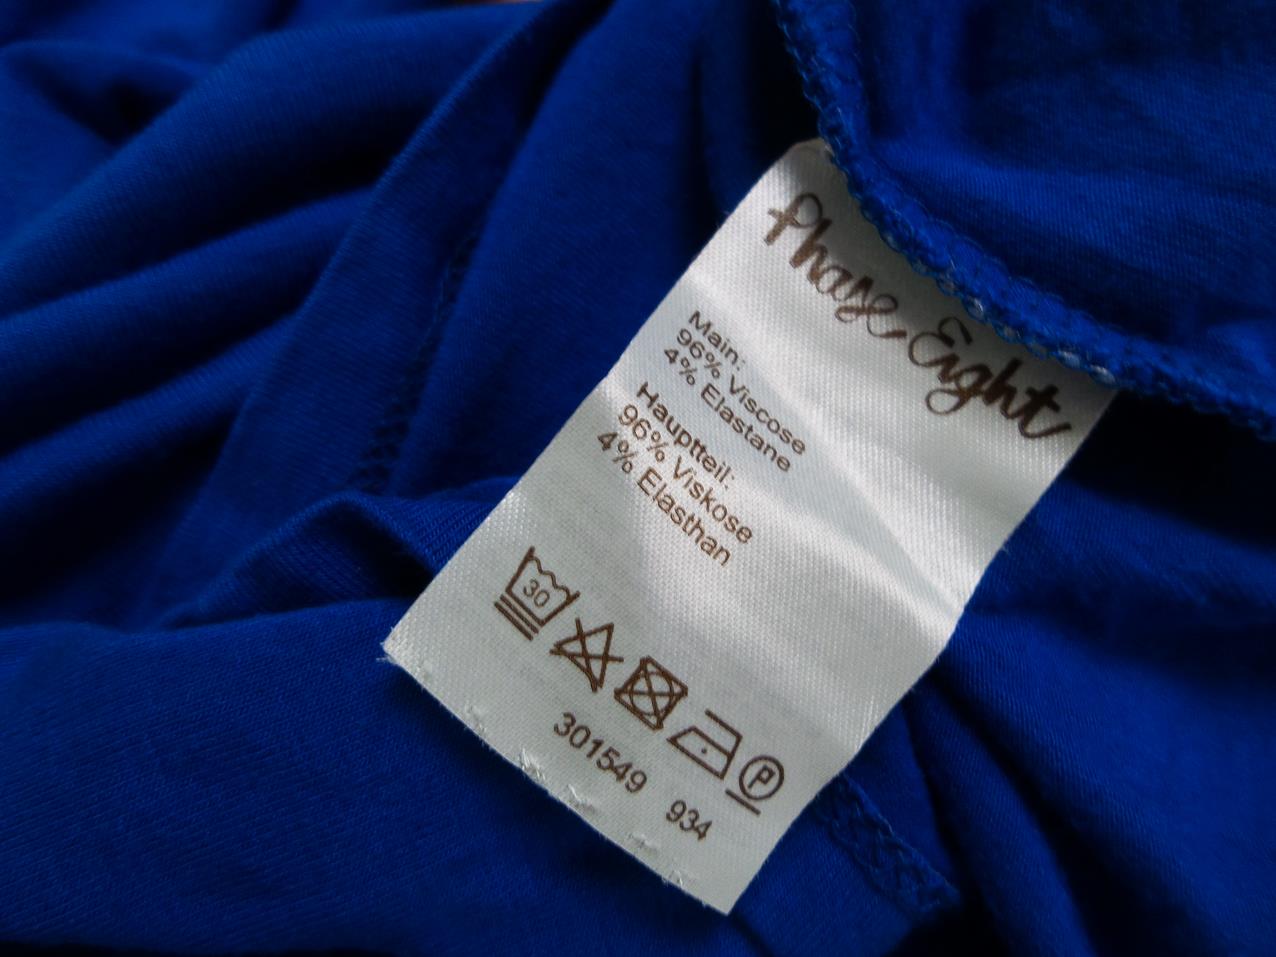 Phase Eight
Main:
96% Viscose
4% Elastane
Hauptteil:
96% Viskose
4% Elasthan
30
P
301549 934